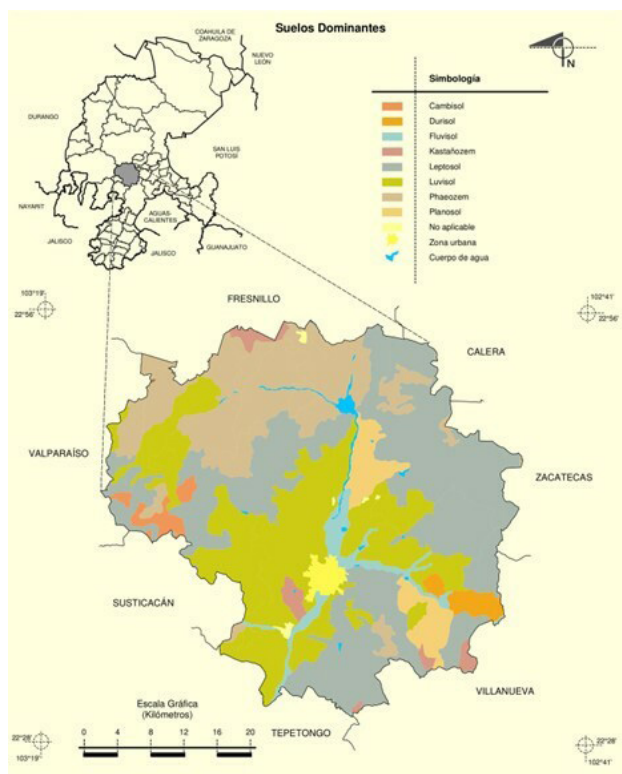 Suelos Dominantes
COAHUILA DE
ZARAGOZA
NUEVO
LEÓN
N
DURANGO
SAN LUIS
POTOSÍ
NAYARIT
AGUAS-
CALIENTES
JALISCO
JALISCO
GUANAJUATO
Simbología
Cambisol
Durisol
Fluvisol
Kastañozem
Leptosol
Luvisol
Phaeozem
Planosol
No aplicable
Zona urbana
Cuerpo de agua
103°19'
22°56'
102°41'
22°56'
FRESNILLO
CALERA
VALPARAÍSO
ZACATECAS
SUSTICACÁN
VILLANUEVA
TEPETONGO
Escala Gráfica
(Kilómetros)
0 4 8 12 16 20
22°28'
103°19'
22°28'
102°41'